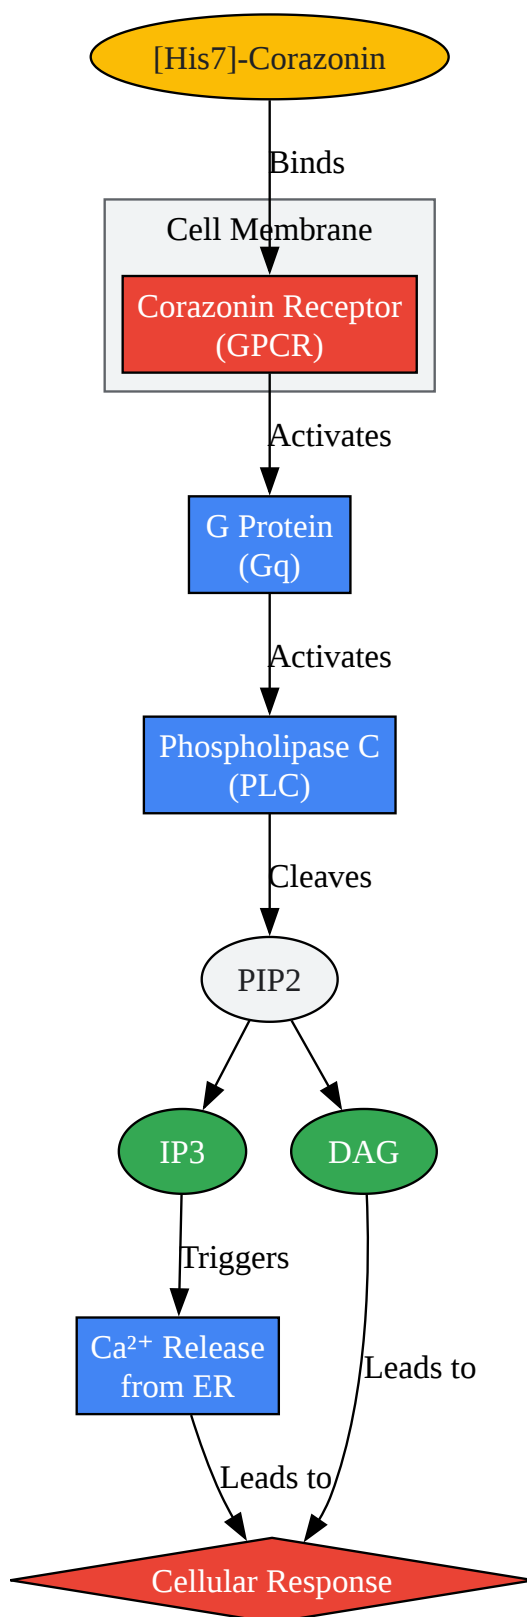 [His7]-Corazonin
Binds
Cell Membrane
Corazonin Receptor
(GPCR)
Activates
G Protein
(Gq)
Activates
Phospholipase C
(PLC)
Cleaves
PIP2
IP3
DAG
Triggers
Ca²⁺ Release
from ER
Leads to
Leads to
Cellular Response